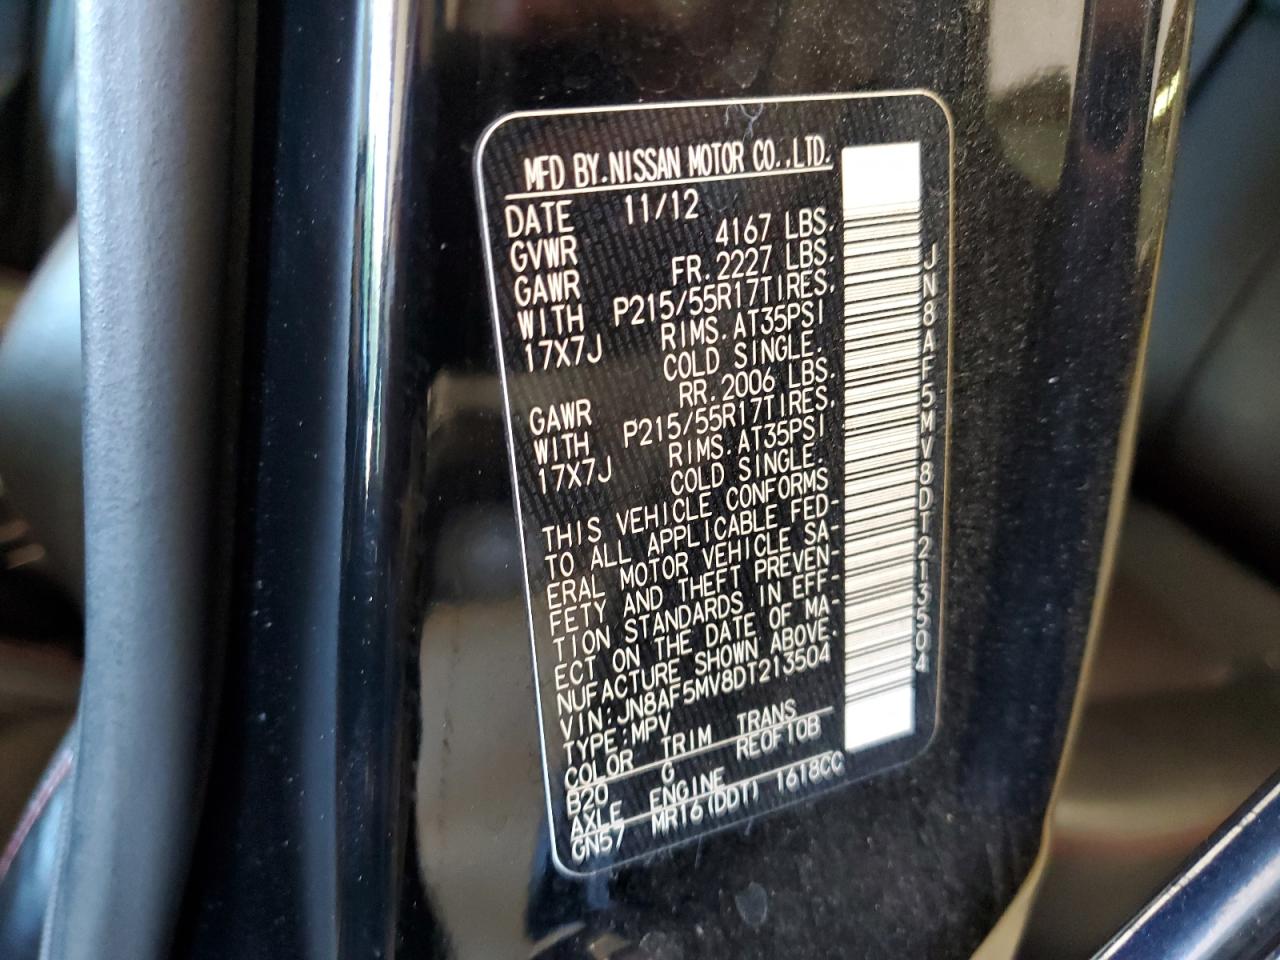 MFD BY.NISSAN MOTOR CO.,LTD.
DATE 11/12
GVWR 4167 LBS.
GAWR FR.2227 LBS.
WITH P215/55R17TIRES.
17X7J RIMS.AT35PSI
COLD SINGLE.
GAWR RR.2006 LBS.
WITH P215/55R17TIRES.
17X7J RIMS.AT35PSI
COLD SINGLE.
THIS VEHICLE CONFORMS
TO ALL APPLICABLE FED-
ERAL MOTOR VEHICLE SA-
FETY AND THEFT PREVEN-
TION STANDARDS IN EFF-
ECT ON THE DATE OF MA-
NUFACTURE SHOWN ABOVE.
VIN:JN8AF5MV8DT213504
TYPE:MPV
COLOR TRIM TRANS
B20 G RE0F10B
AXLE ENGINE
GN57 MR16(DDT) 1618CC
JN8AF5MV8DT213504